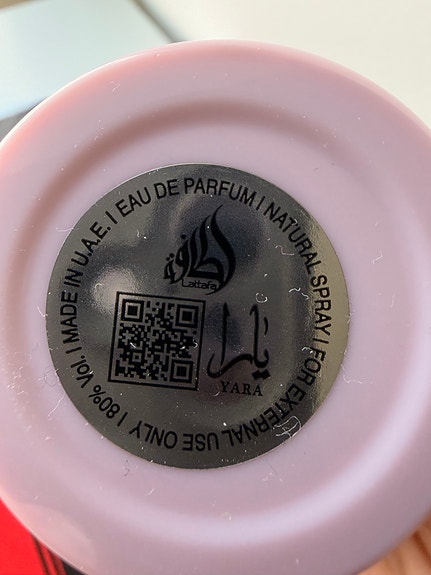 MADE IN U.A.E. | EAU DE PARFUM | NATURAL SPRAY | FOR EXTERNAL USE ONLY | 80% Vol. |
لطافة
Lattafa
يارا
YARA